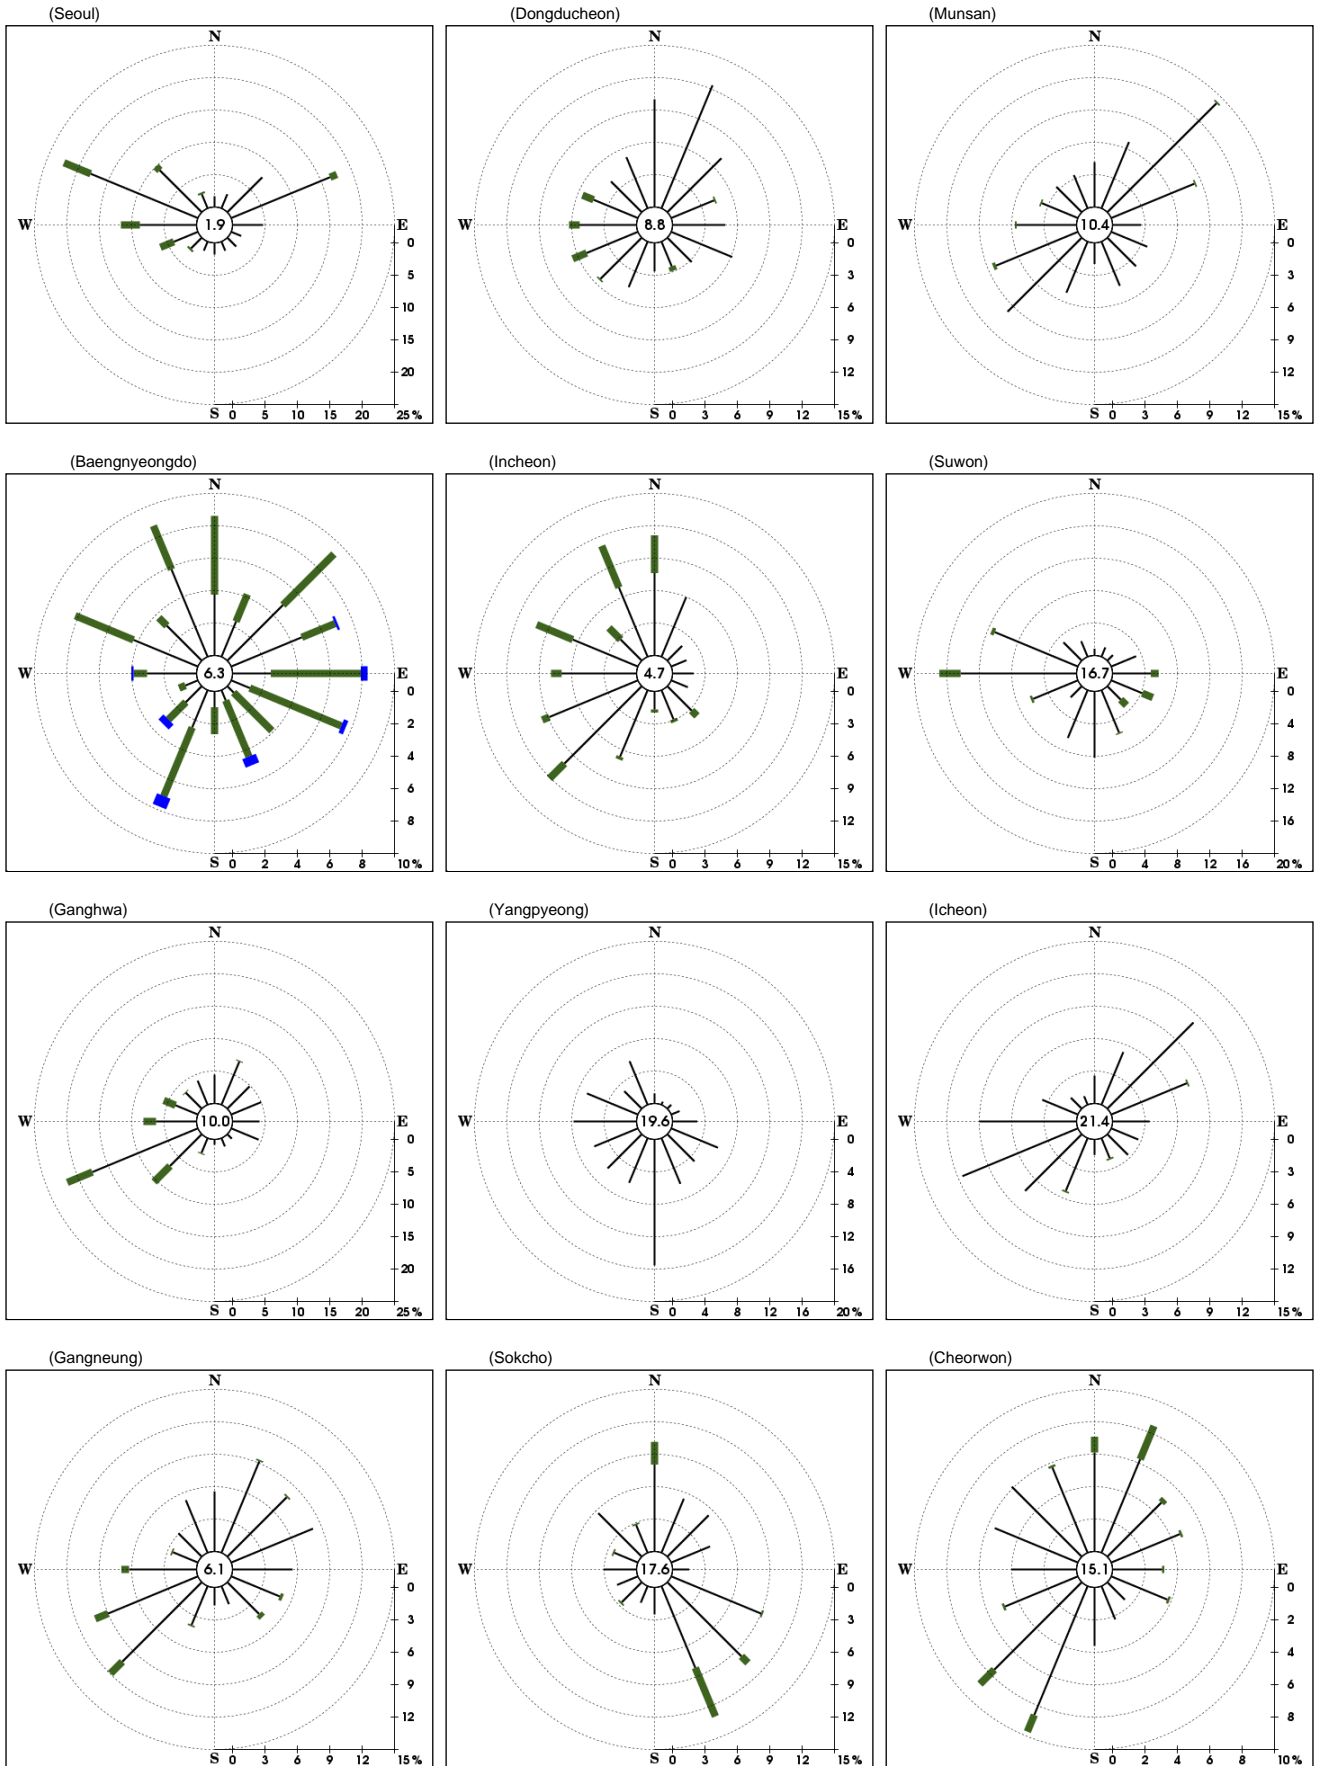 (Seoul) (Dongducheon) (Munsan)
N N N
W 1.9 E W 8.8 E W 10.4 E
0 0 0
5 3 3
10 6 6
15 9 9
20 12 12
S 0 5 10 15 20 25% S 0 3 6 9 12 15% S 0 3 6 9 12 15%
(Baengnyeongdo) (Incheon) (Suwon)
N N N
W 6.3 E W 4.7 E W 16.7 E
0 0 0
2 3 4
4 6 8
6 9 12
8 12 16
S 0 2 4 6 8 10% S 0 3 6 9 12 15% S 0 4 8 12 16 20%
(Ganghwa) (Yangpyeong) (Icheon)
N N N
W 10.0 E W 19.6 E W 21.4 E
0 0 0
5 4 3
10 8 6
15 12 9
20 16 12
S 0 5 10 15 20 25% S 0 4 8 12 16 20% S 0 3 6 9 12 15%
(Gangneung) (Sokcho) (Cheorwon)
N N N
W 6.1 E W 17.6 E W 15.1 E
0 0 0
3 3 2
6 6 4
9 9 6
12 12 8
S 0 3 6 9 12 15% S 0 3 6 9 12 15% S 0 2 4 6 8 10%